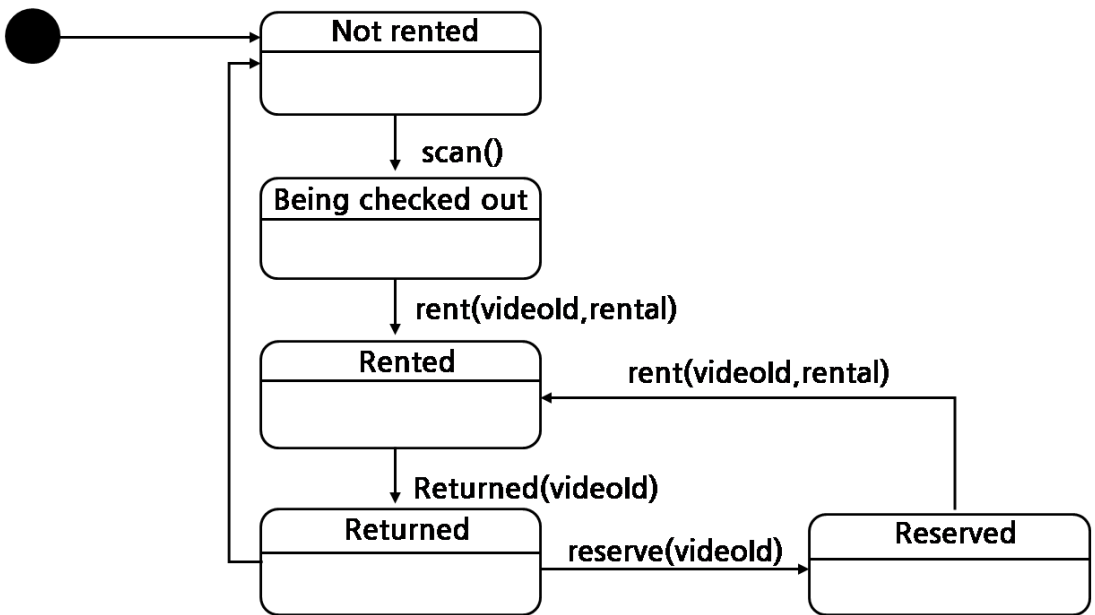 Not rented
scan()
Being checked out
rent(videoId,rental)
Rented
rent(videoId,rental)
Returned(videoId)
Returned
reserve(videoId)
Reserved